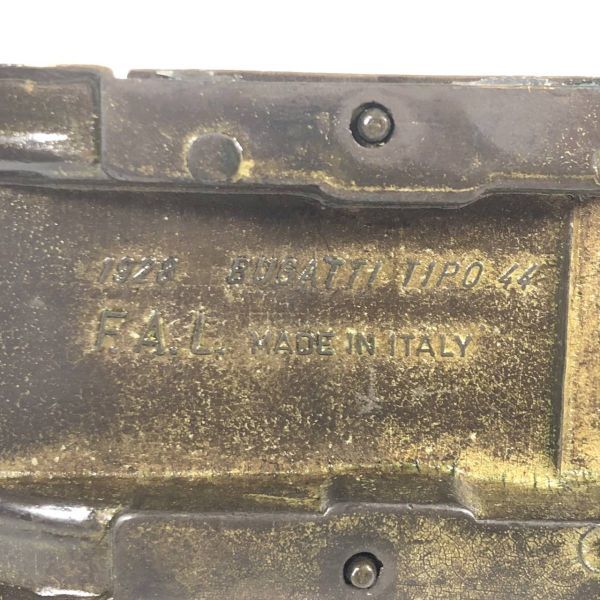 1928 BUGATTI TIPO 44
F.A.L. MADE IN ITALY